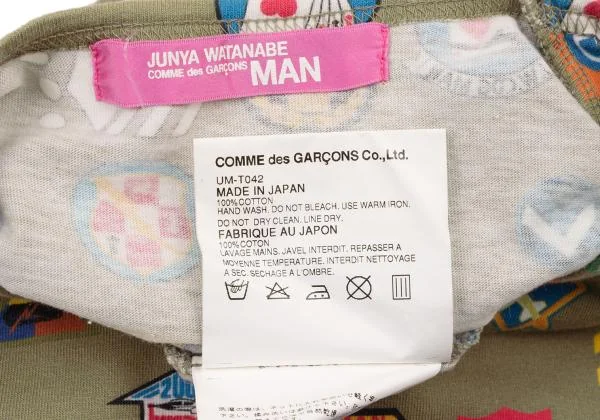 JUNYA WATANABE
COMME des GARÇONS MAN
COMME des GARÇONS Co.,Ltd.
UM-T042
MADE IN JAPAN
100%COTTON
HAND WASH. DO NOT BLEACH. USE WARM IRON.
DO NOT DRY CLEAN. LINE DRY.
FABRIQUE AU JAPON
100%COTON
LAVAGE MAINS. JAVEL INTERDIT. REPASSER A
MOYENNE TEMPERATURE. INTERDIT NETTOYAGE
A SEC. SECHAGE A L'OMBRE.
200